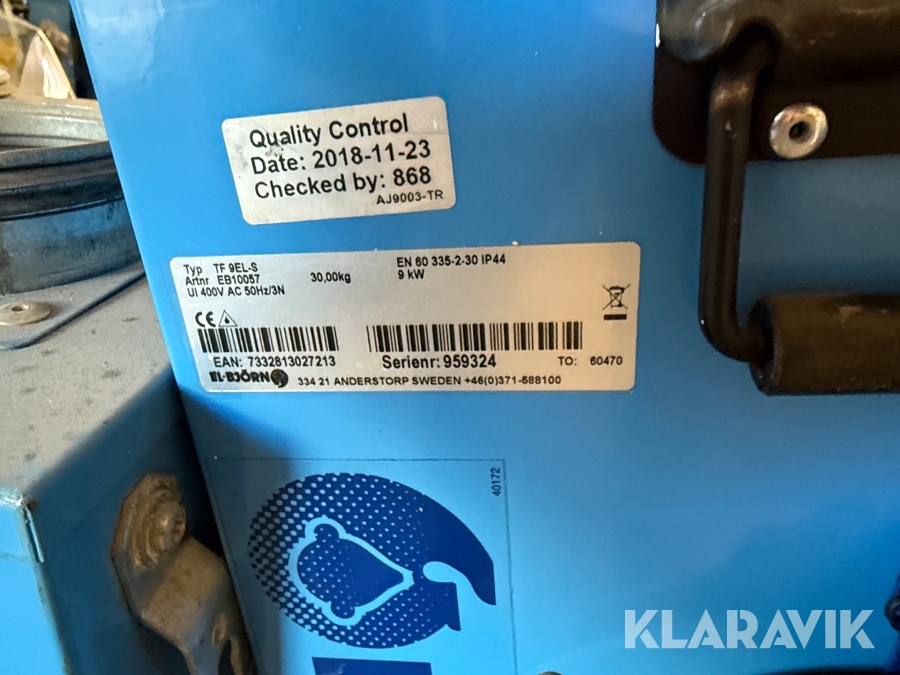 Quality Control
Date: 2018-11-23
Checked by: 868
AJ9003-TR
Typ TF 9EL-S EN 60 335-2-30 IP44
Artnr EB10057 30,00kg 9 kW
UI 400V AC 50Hz/3N
CE
EAN: 7332813027213 Serienr: 959324 TO: 60470
EL-BJÖRN 334 21 ANDERSTORP SWEDEN +46(0)371-588100
40172
KLARAVIK